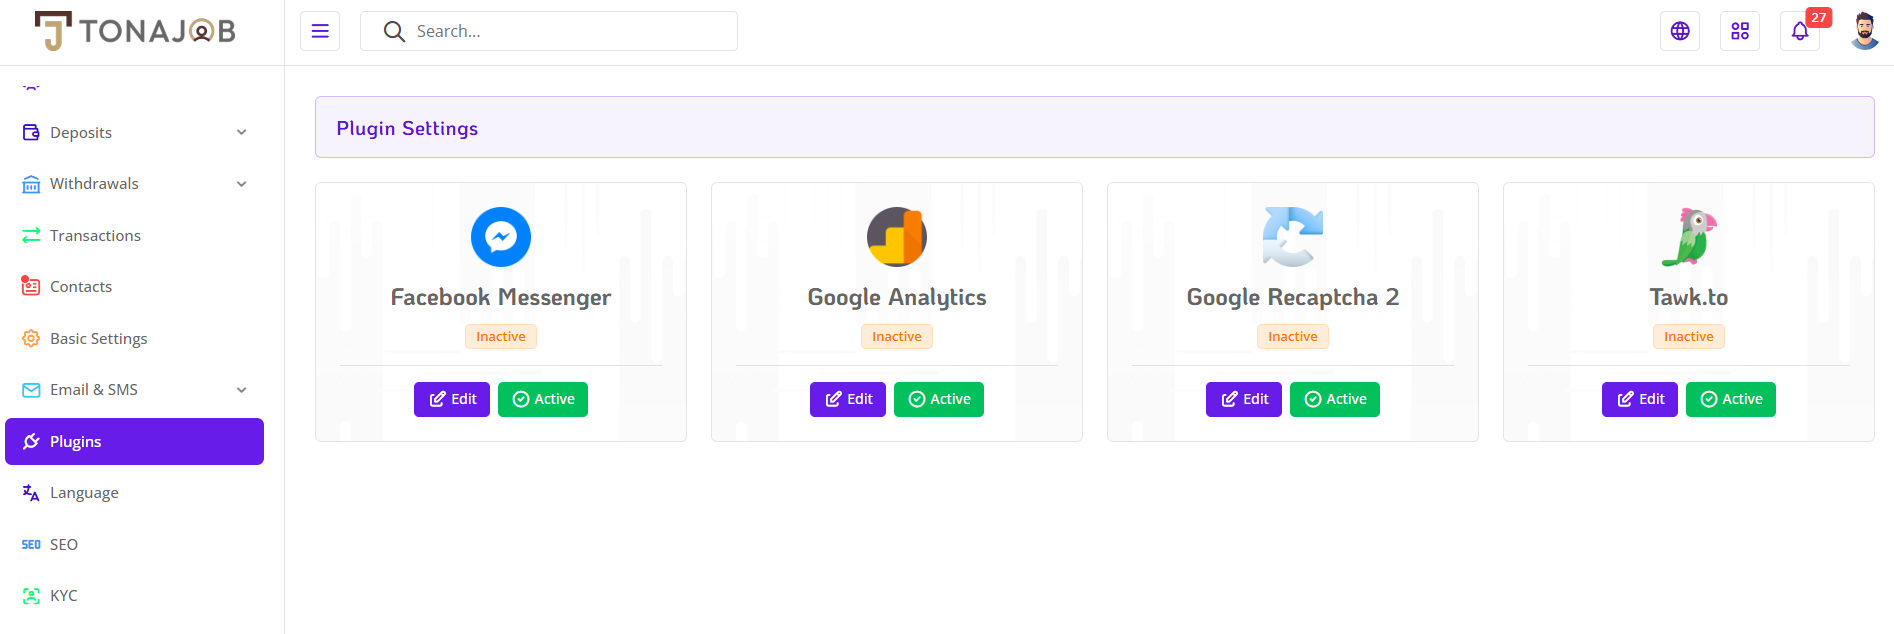 TONAJOB
Search...
27
Deposits
Withdrawals
Transactions
Contacts
Basic Settings
Email & SMS
Plugins
Language
SEO SEO
KYC
Plugin Settings
Facebook Messenger
Inactive
Edit Active
Google Analytics
Inactive
Edit Active
Google Recaptcha 2
Inactive
Edit Active
Tawk.to
Inactive
Edit Active